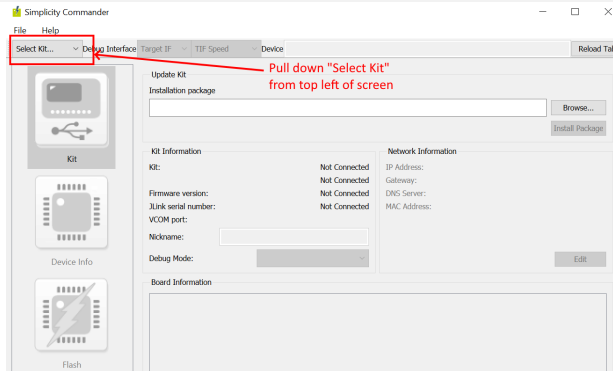 Simplicity Commander
File Help
Select Kit... Debug Interface Target IF TIF Speed Device Reload Tal
Pull down "Select Kit"
from top left of screen
Update Kit
Installation package
Browse...
Install Package
Kit
Kit Information
Kit: Not Connected
Not Connected
Firmware version: Not Connected
JLink serial number: Not Connected
VCOM port:
Nickname:
Debug Mode:
Network Information
IP Address:
Gateway:
DNS Server:
MAC Address:
Edit
Device Info
Board Information
Flash